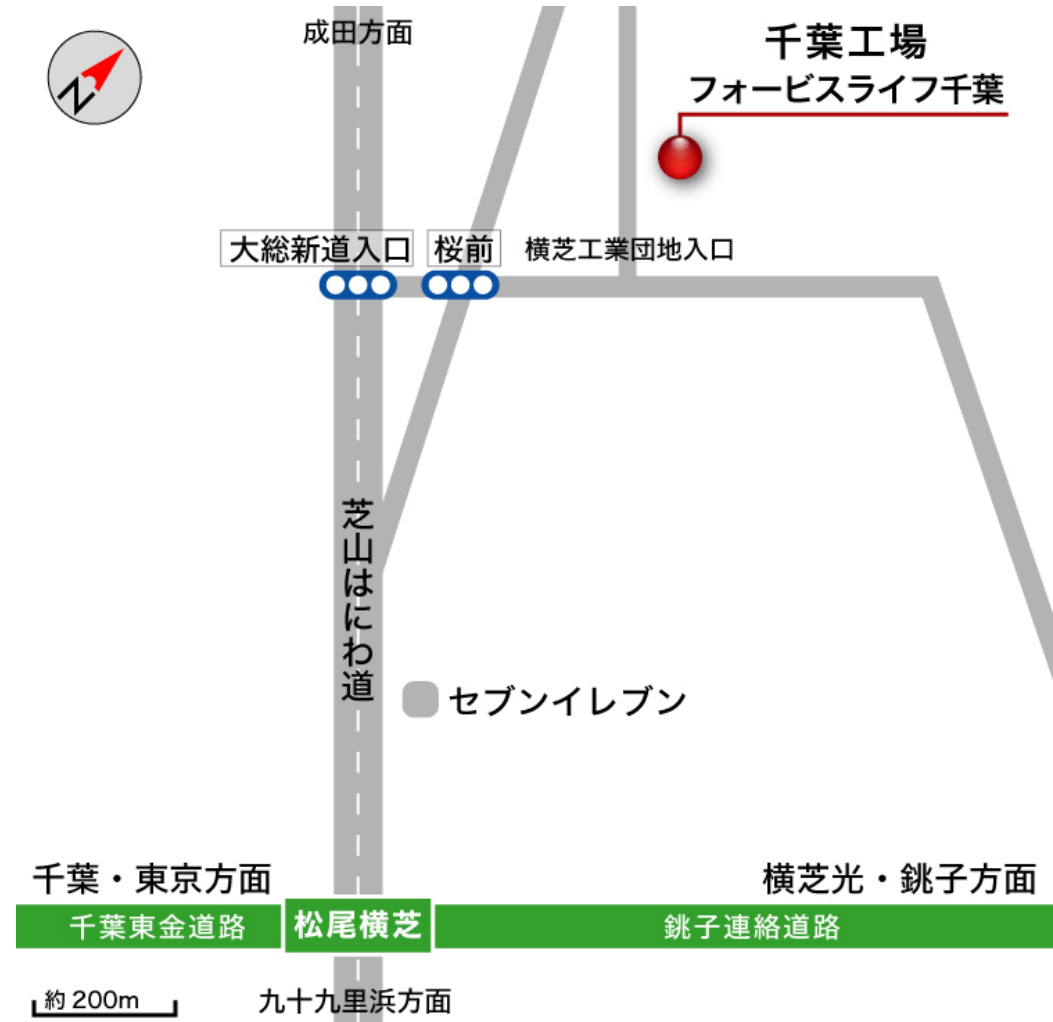 成田方面
千葉工場
フォービスライフ千葉
N
大総新道入口
桜前
横芝工業団地入口
芝山はにわ道
セブンイレブン
千葉・東京方面
横芝光・銚子方面
千葉東金道路
松尾横芝
銚子連絡道路
約200m
九十九里浜方面